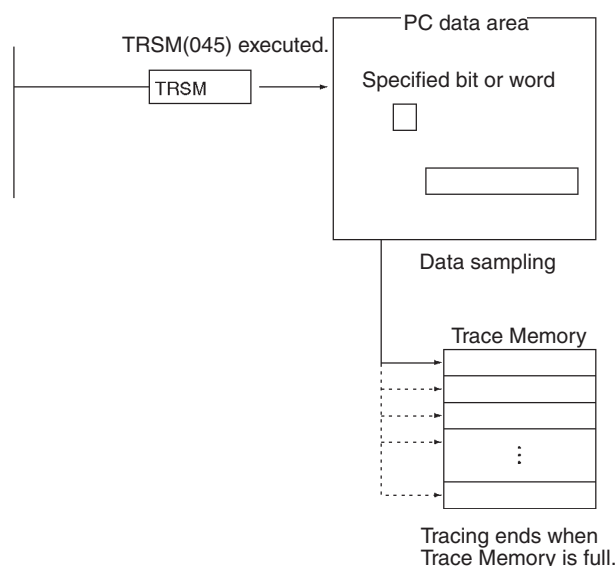 PC data area
TRSM(045) executed.
Specified bit or word
TRSM
Data sampling
Trace Memory
Tracing ends when
Trace Memory is full.